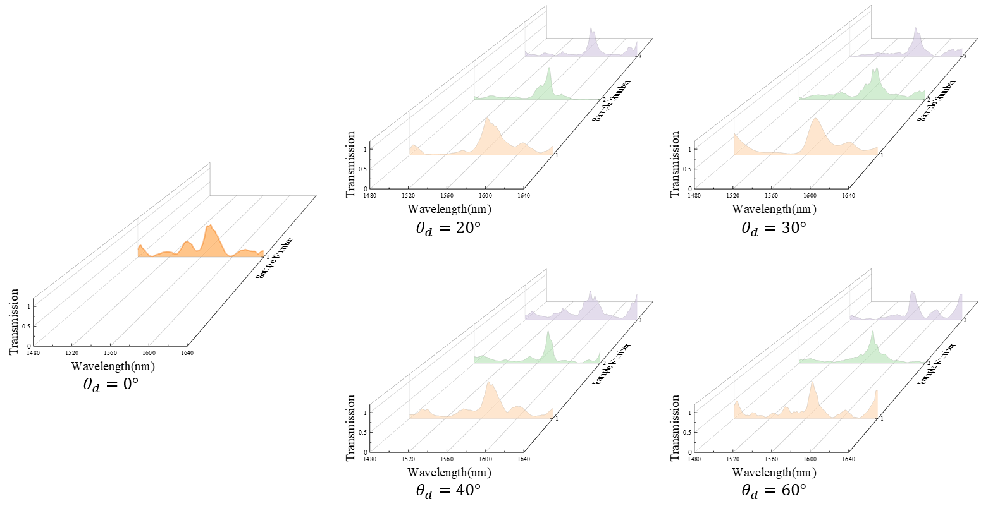 Transmission
1
0.5
0
1480
1520
1560
1600
1640
Wavelength(nm)
1
Sample Number
θd = 0°
Transmission
1
0.5
0
1480
1520
1560
1600
1640
Wavelength(nm)
1
2
3
Sample Number
θd = 20°
Transmission
1
0.5
0
1480
1520
1560
1600
1640
Wavelength(nm)
1
2
3
Sample Number
θd = 30°
Transmission
1
0.5
0
1480
1520
1560
1600
1640
Wavelength(nm)
1
2
3
Sample Number
θd = 40°
Transmission
1
0.5
0
1480
1520
1560
1600
1640
Wavelength(nm)
1
2
3
Sample Number
θd = 60°